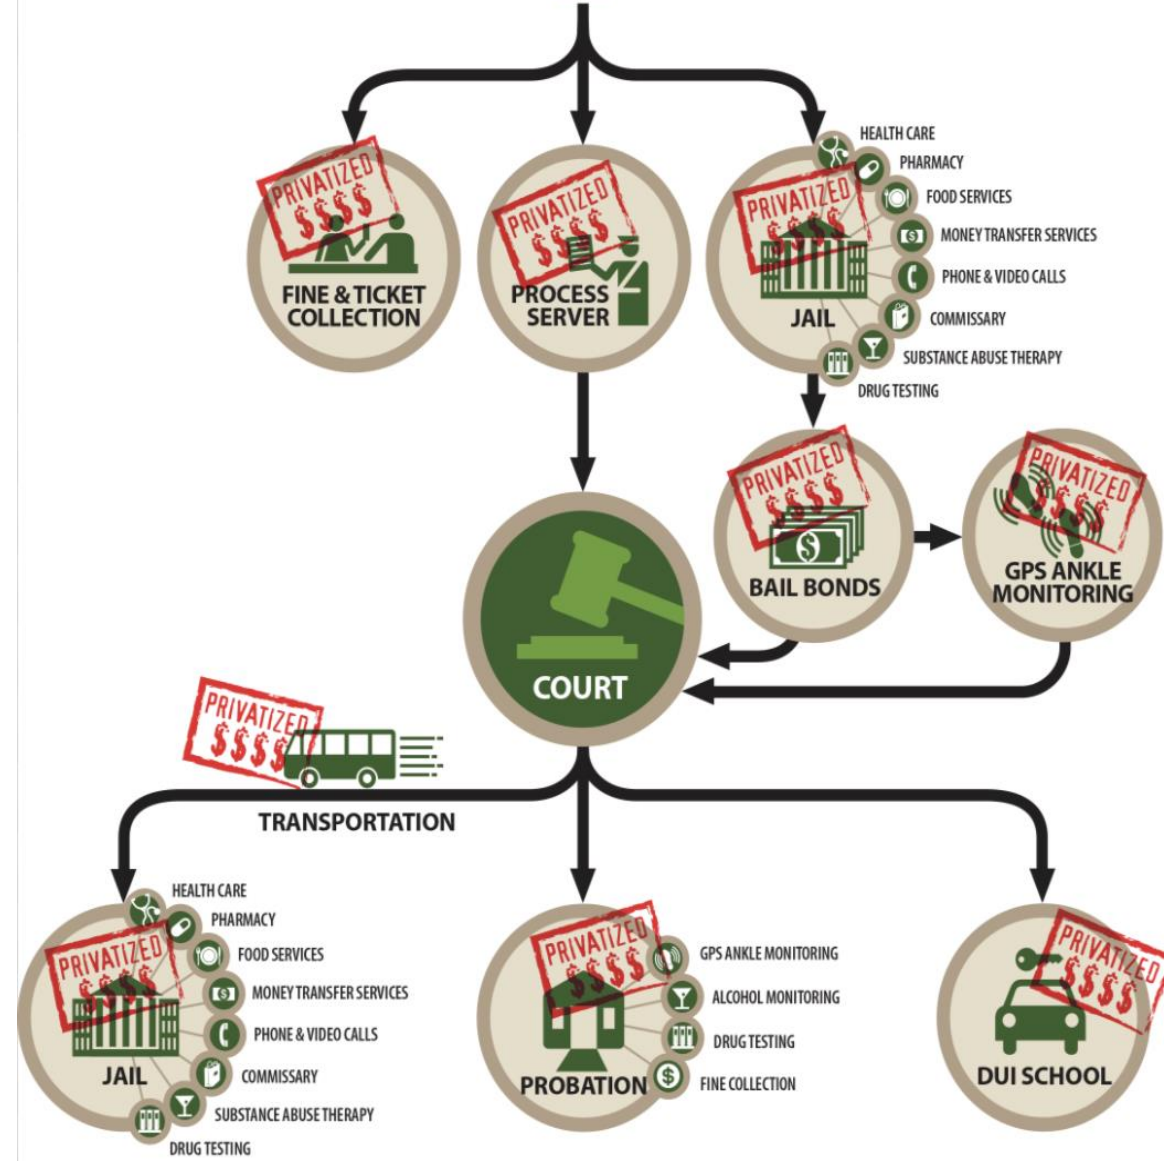 PRIVATIZED
$$$$
FINE & TICKET
COLLECTION
PRIVATIZED
$$$$
PROCESS
SERVER
PRIVATIZED
$$$$
JAIL
HEALTH CARE
PHARMACY
FOOD SERVICES
$
MONEY TRANSFER SERVICES
PHONE & VIDEO CALLS
COMMISSARY
SUBSTANCE ABUSE THERAPY
DRUG TESTING
PRIVATIZED
$$$$
$
BAIL BONDS
PRIVATIZED
$$$$
GPS ANKLE
MONITORING
COURT
PRIVATIZED
$$$$
TRANSPORTATION
PRIVATIZED
$$$$
JAIL
HEALTH CARE
PHARMACY
FOOD SERVICES
$
MONEY TRANSFER SERVICES
PHONE & VIDEO CALLS
COMMISSARY
SUBSTANCE ABUSE THERAPY
DRUG TESTING
PRIVATIZED
$$$$
PROBATION
GPS ANKLE MONITORING
ALCOHOL MONITORING
DRUG TESTING
$
FINE COLLECTION
PRIVATIZED
$$$$
DUI SCHOOL